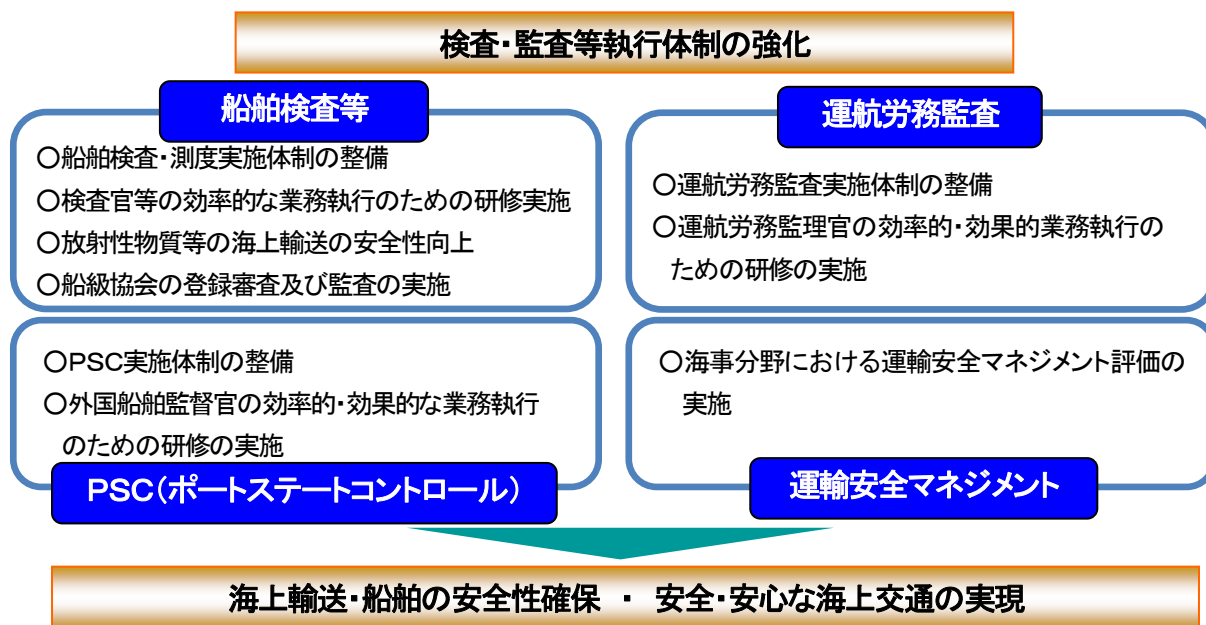 検査・監査等執行体制の強化
船舶検査等
○船舶検査・測度実施体制の整備
○検査官等の効率的な業務執行のための研修実施
○放射性物質等の海上輸送の安全性向上
○船級協会の登録審査及び監査の実施
運航労務監査
○運航労務監査実施体制の整備
○運航労務監理官の効率的・効果的業務執行の
ための研修の実施
○PSC実施体制の整備
○外国船舶監督官の効率的・効果的な業務執行
のための研修の実施
PSC(ポートステートコントロール)
○海事分野における運輸安全マネジメント評価の
実施
運輸安全マネジメント
海上輸送・船舶の安全性確保 ・ 安全・安心な海上交通の実現